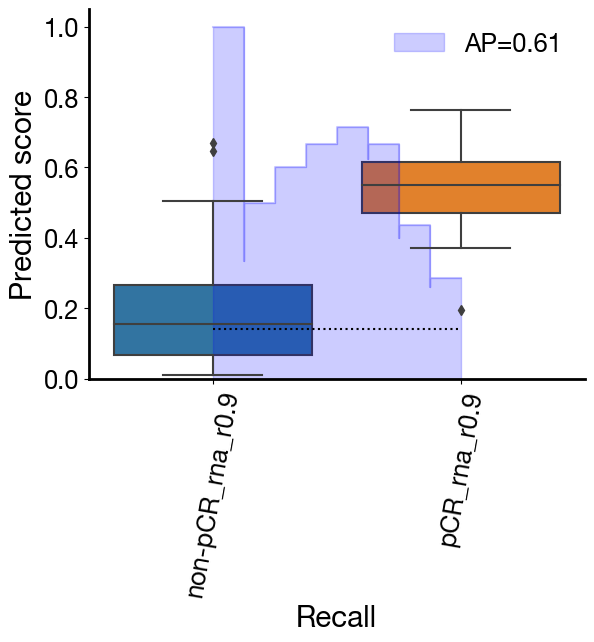 AP=0.61
Predicted score
1.0
0.8
0.6
0.4
0.2
0.0
non-pCR_rna_r0.9
pCR_rna_r0.9
Recall